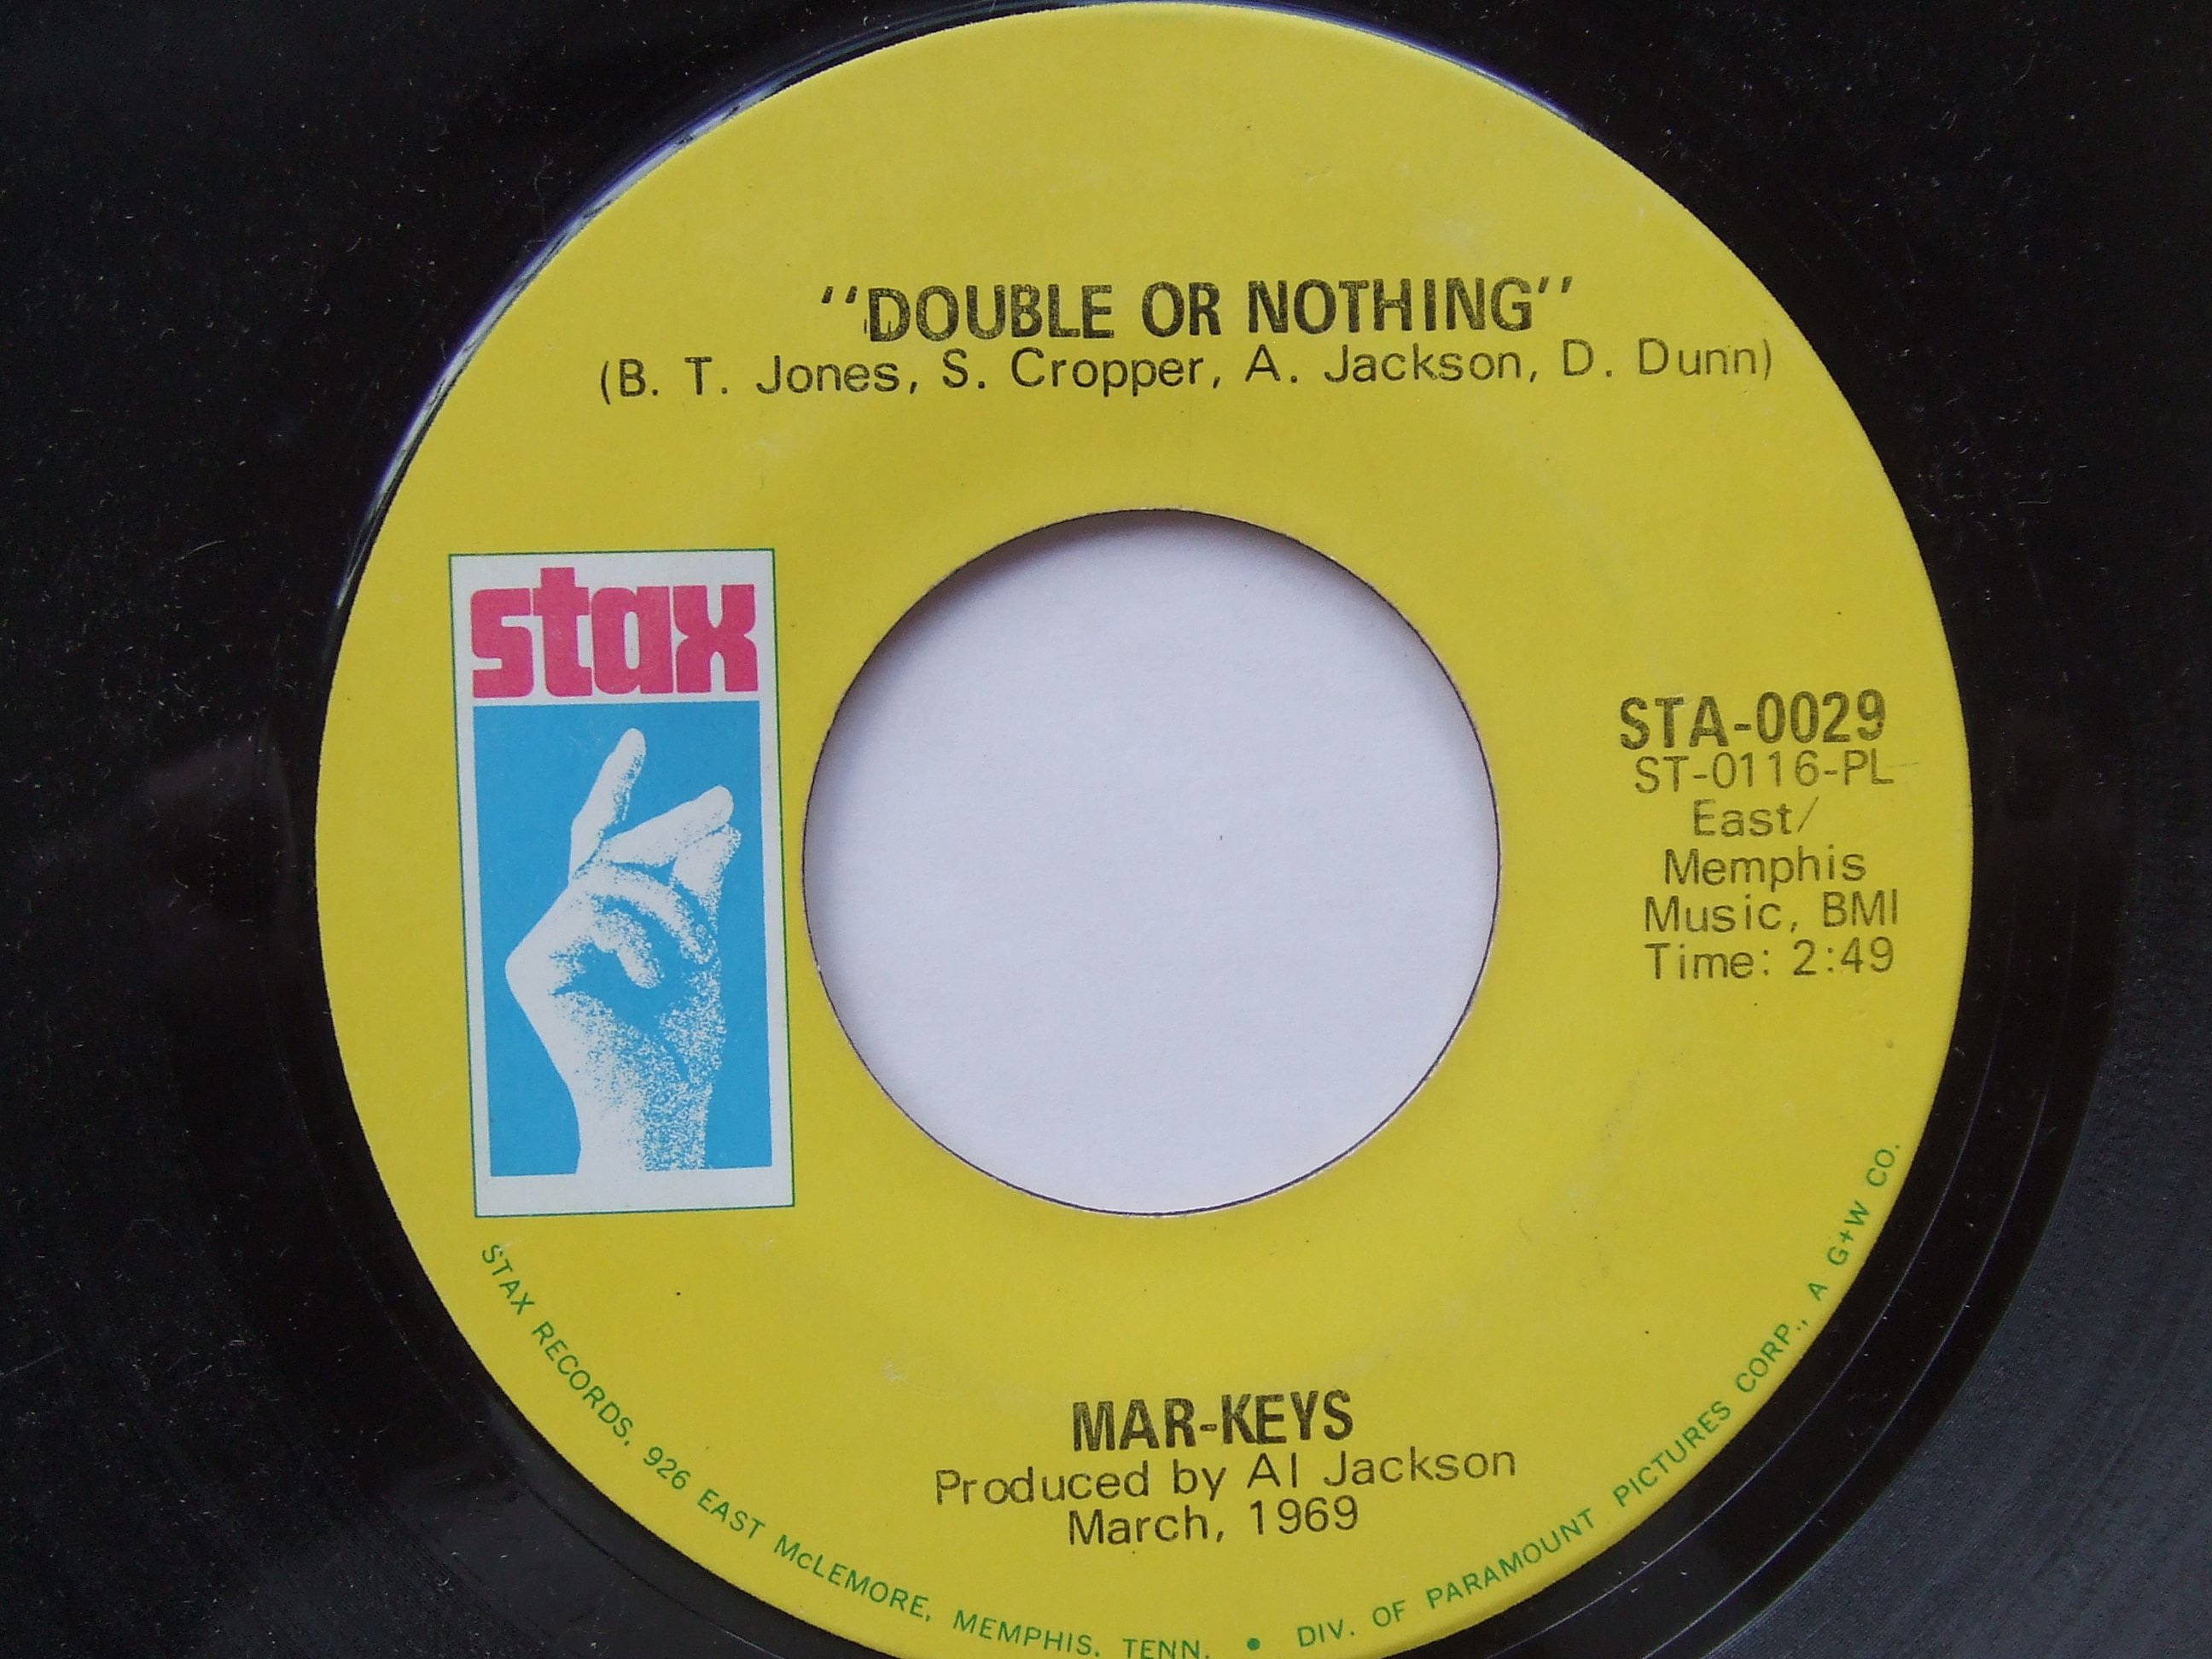 "DOUBLE OR NOTHING"
(B. T. Jones, S. Cropper, A. Jackson, D. Dunn)
stax
STA-0029
ST-0116-PL
East/
Memphis
Music, BMI
Time: 2:49
MAR-KEYS
Produced by Al Jackson
March, 1969
STAX RECORDS, 926 EAST McLEMORE, MEMPHIS, TENN. • DIV. OF PARAMOUNT PICTURES CORP., A G+W CO.